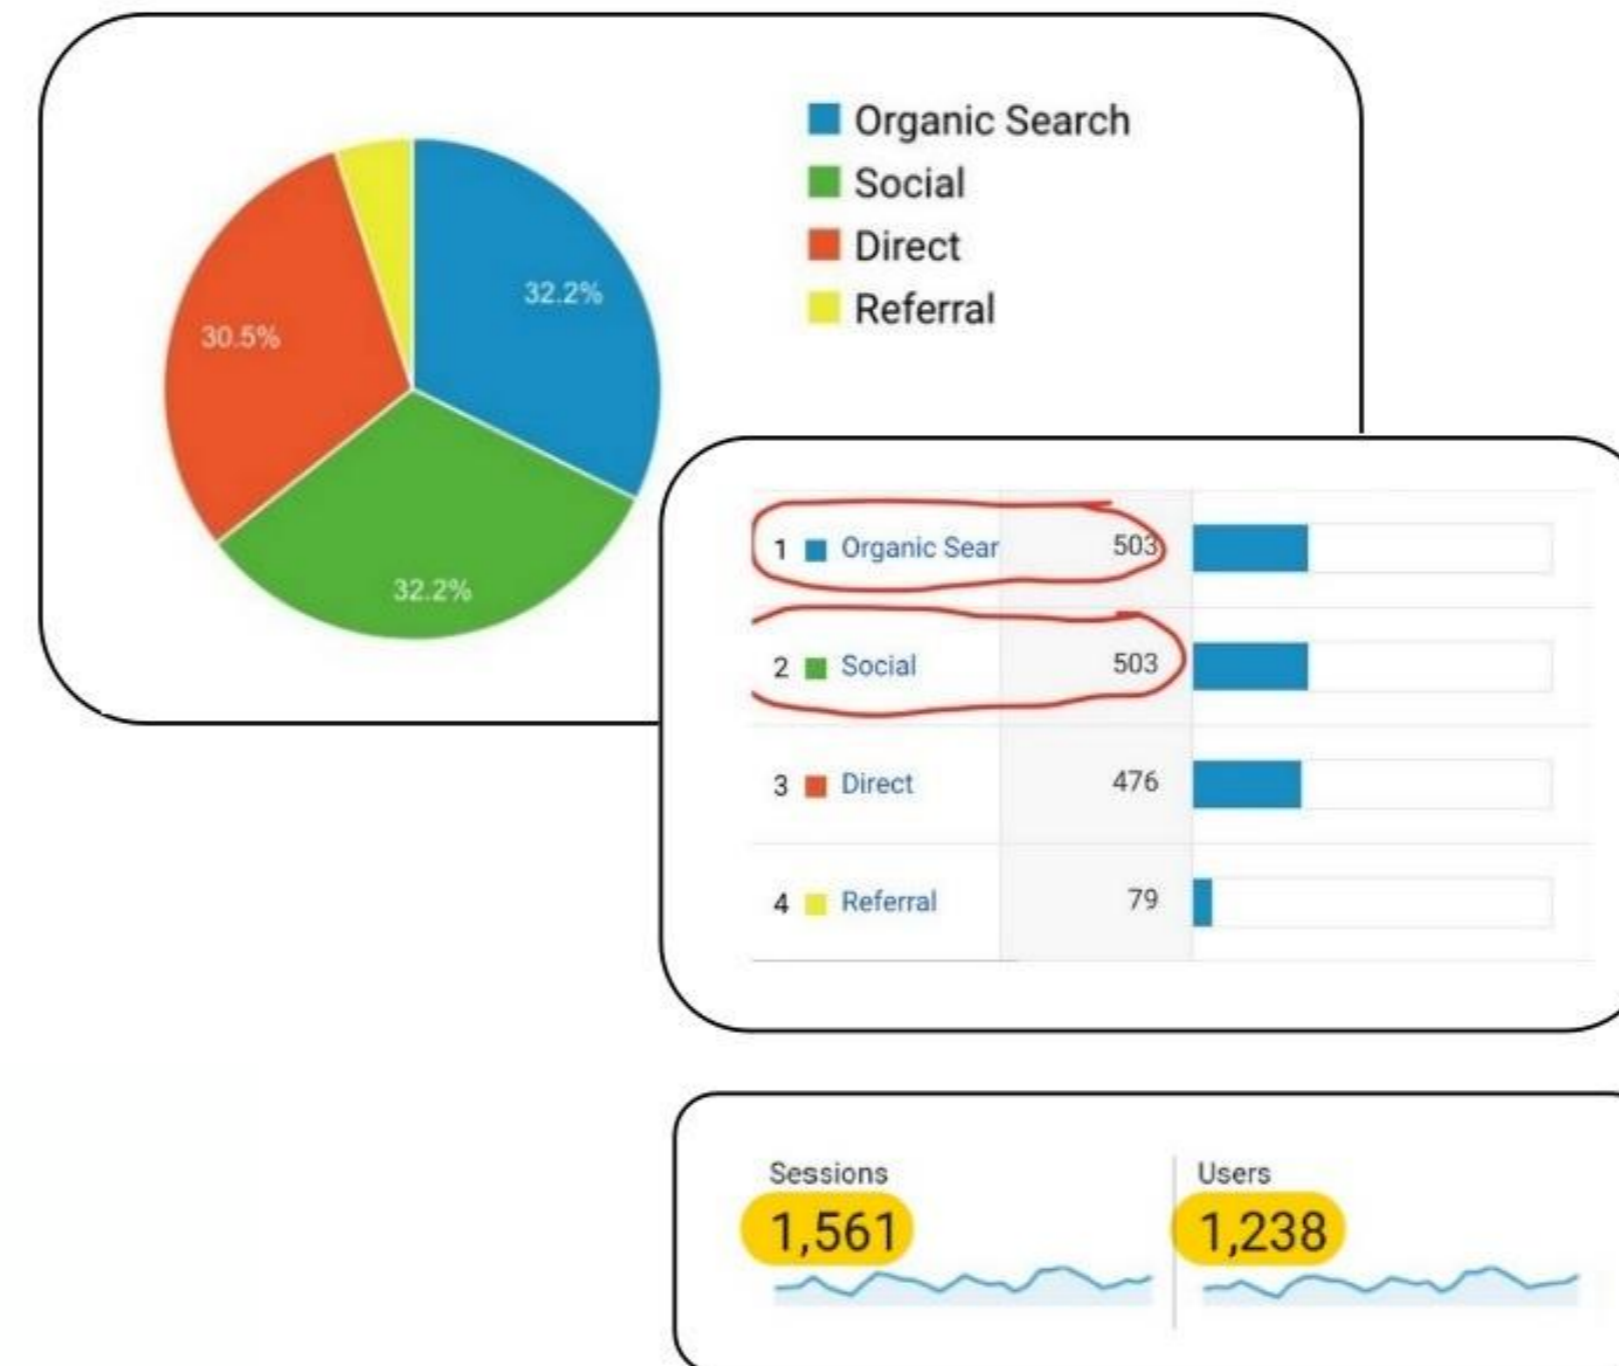 Organic Search
Social
Direct
Referral
32.2%
30.5%
32.2%
1 Organic Sear 503
2 Social 503
3 Direct 476
4 Referral 79
Sessions Users
1,561 1,238